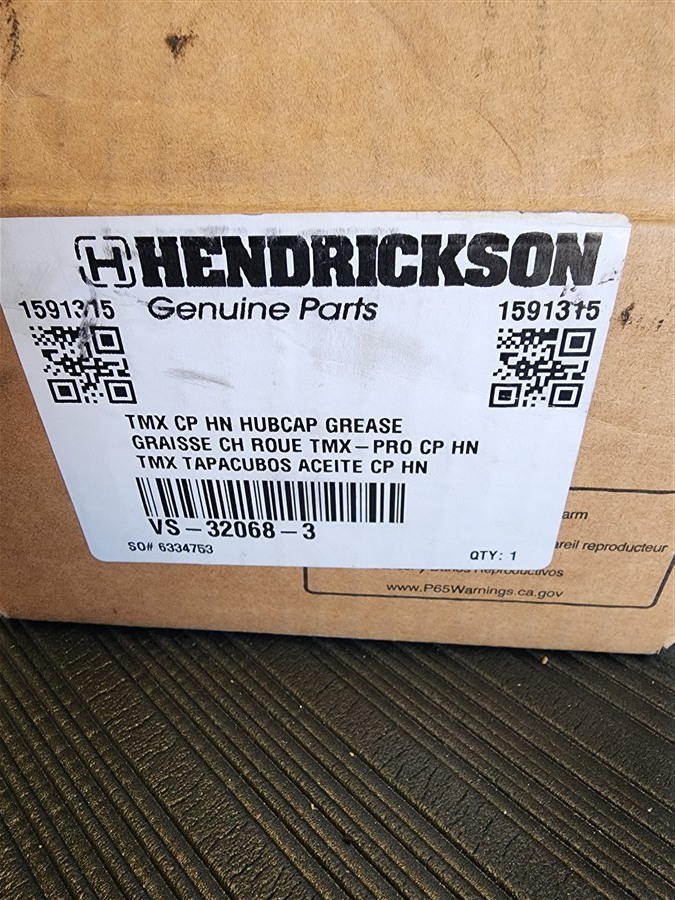 HENDRICKSON
Genuine Parts
1591315
1591315
TMX CP HN HUBCAP GREASE
GRAISSE CH ROUE TMX-PRO CP HN
TMX TAPACUBOS ACEITE CP HN
VS-32068-3
SO# 6334753
QTY: 1
arm
areil reproducteur
Reproductivos
www.P65Warnings.ca.gov